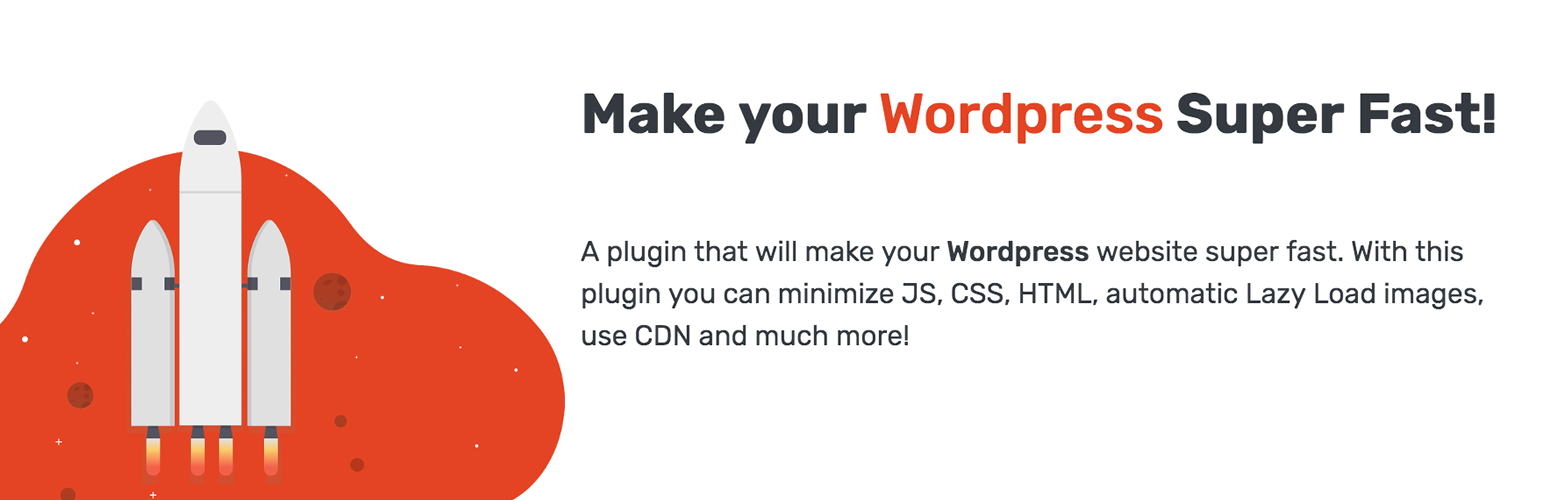 Make your Wordpress Super Fast!
A plugin that will make your Wordpress website super fast. With this
plugin you can minimize JS, CSS, HTML, automatic Lazy Load images,
use CDN and much more!